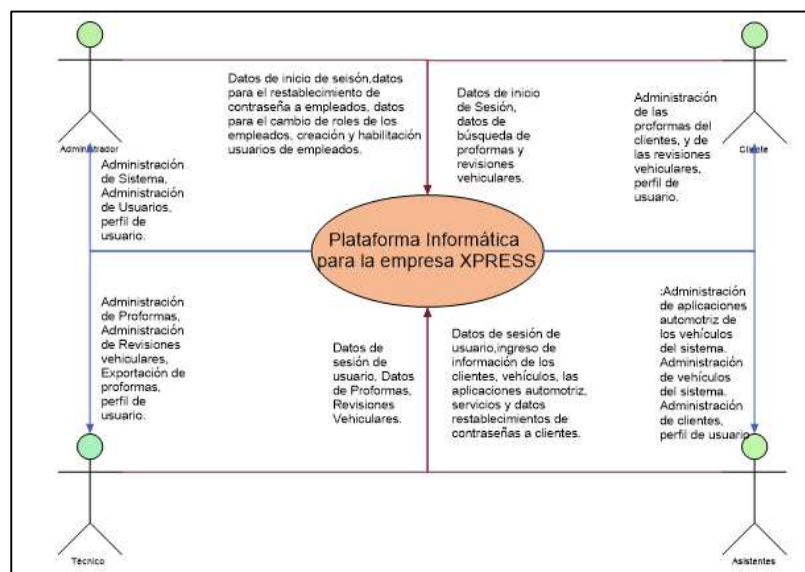 Datos de inicio de seisón,datos
para el restablecimiento de
contraseña a empleados, datos
para el cambio de roles de los
empleados, creación y habilitación
usuarios de empleados.
Datos de inicio
de Sesión,
datos de
búsqueda de
proformas y
revisiones
vehiculares.
Administración
de las
proformas del
clientes, y de
las revisiones
vehiculares,
perfil de
usuario.
Administrador
Cliente
Administración
de Sistema,
Administración
de Usuarios,
perfil de
usuario.
Plataforma Informática
para la empresa XPRESS
Administración
de Proformas,
Administración
de Revisiones
vehiculares,
Exportación de
proformas,
perfil de
usuario.
Datos de
sesión de
usuario, Datos
de Proformas,
Revisiones
Vehiculares.
Datos de sesión de
usuario,ingreso de
información de los
clientes, vehículos, las
aplicaciones automotriz,
servicios y datos
restablecimientos de
contraseñas a clientes.
:Administración
de aplicaciones
automotriz de
los vehículos
del sistema.
Administración
de vehículos
del sistema.
Administración
de clientes,
perfil de usuario
Técnico
Asistentes